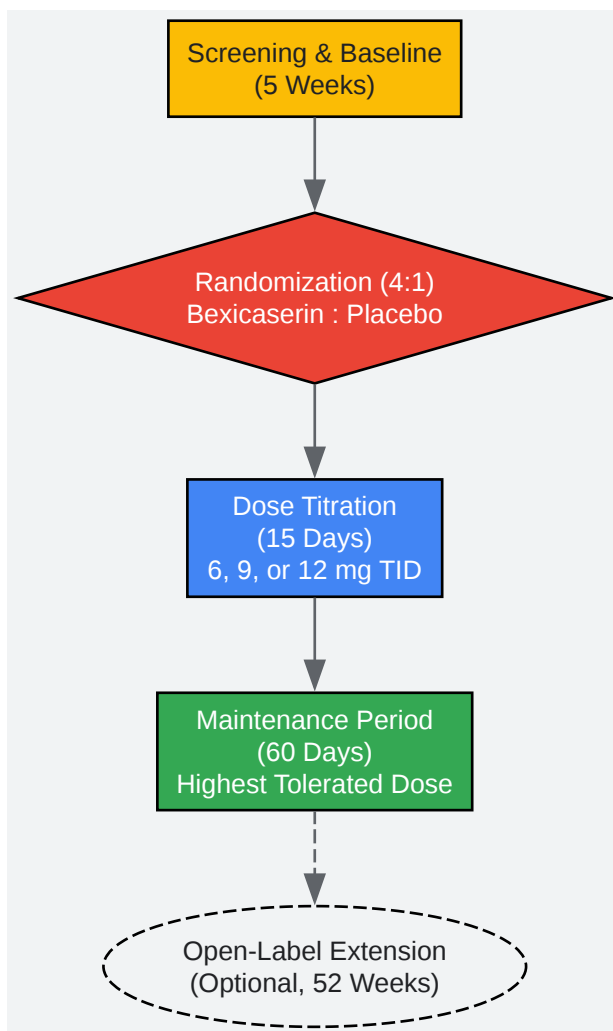 Screening & Baseline
(5 Weeks)
Randomization (4:1)
Bexicaserin : Placebo
Dose Titration
(15 Days)
6, 9, or 12 mg TID
Maintenance Period
(60 Days)
Highest Tolerated Dose
Open-Label Extension
(Optional, 52 Weeks)